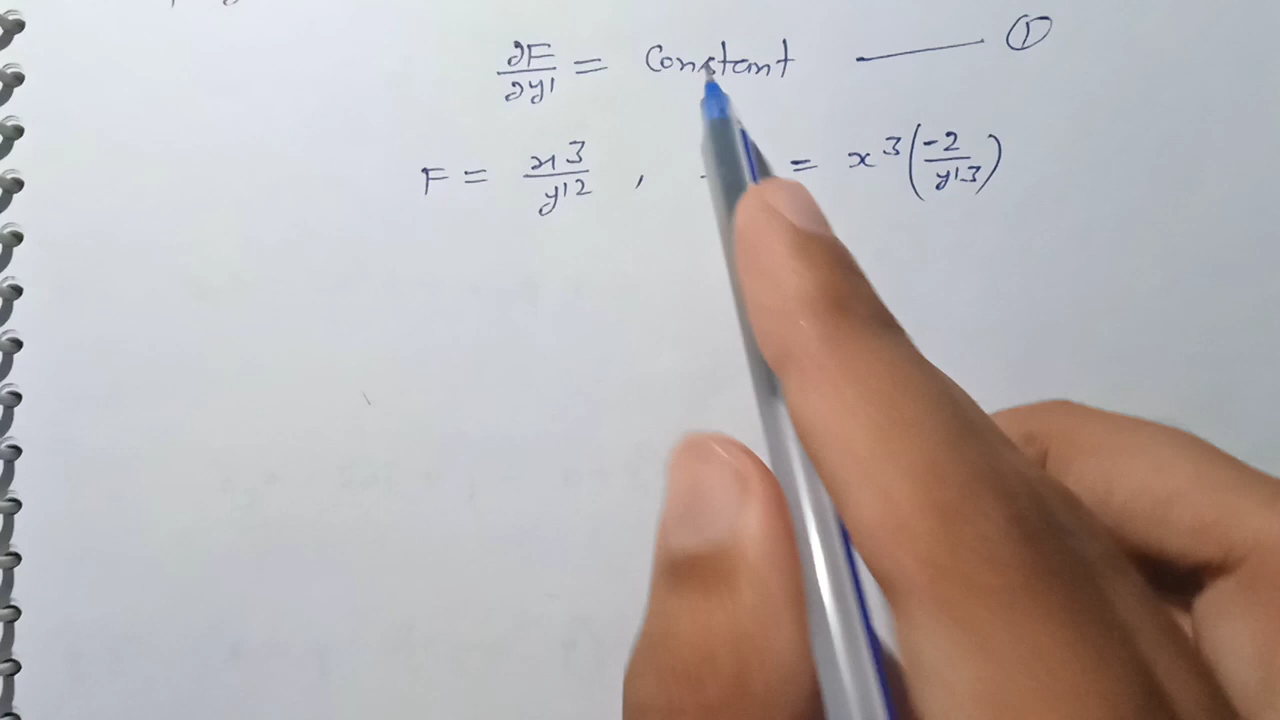 ∂F/∂y' = Constant ——— ①
F = x³/y'² , = x³(-2/y'³)